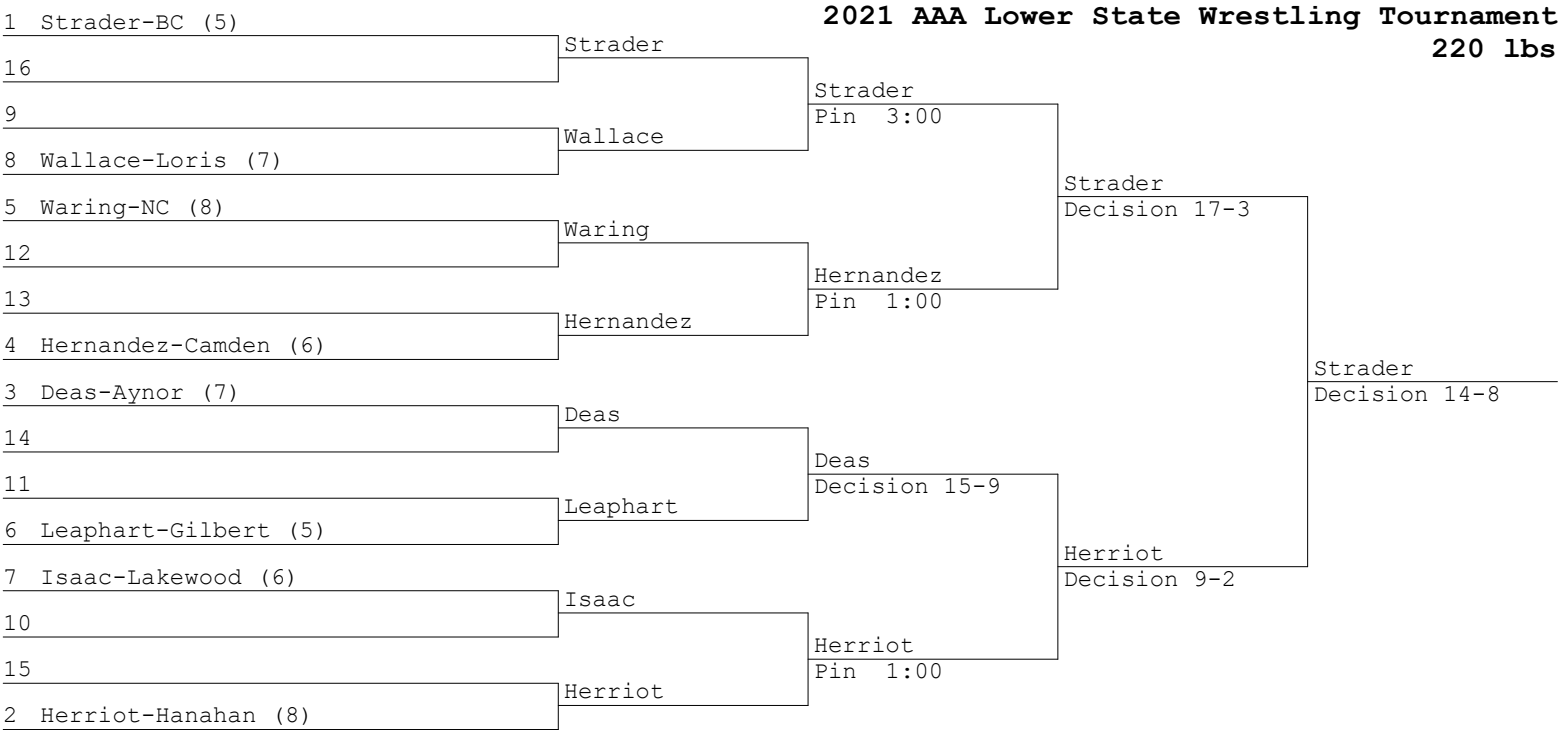 2021 AAA Lower State Wrestling Tournament
220 lbs
1 Strader-BC (5)
16
9
8 Wallace-Loris (7)
5 Waring-NC (8)
12
13
4 Hernandez-Camden (6)
3 Deas-Aynor (7)
14
11
6 Leaphart-Gilbert (5)
7 Isaac-Lakewood (6)
10
15
2 Herriot-Hanahan (8)
Strader
Wallace
Waring
Hernandez
Deas
Leaphart
Isaac
Herriot
Strader
Pin 3:00
Hernandez
Pin 1:00
Deas
Decision 15-9
Herriot
Pin 1:00
Strader
Decision 17-3
Herriot
Decision 9-2
Strader
Decision 14-8